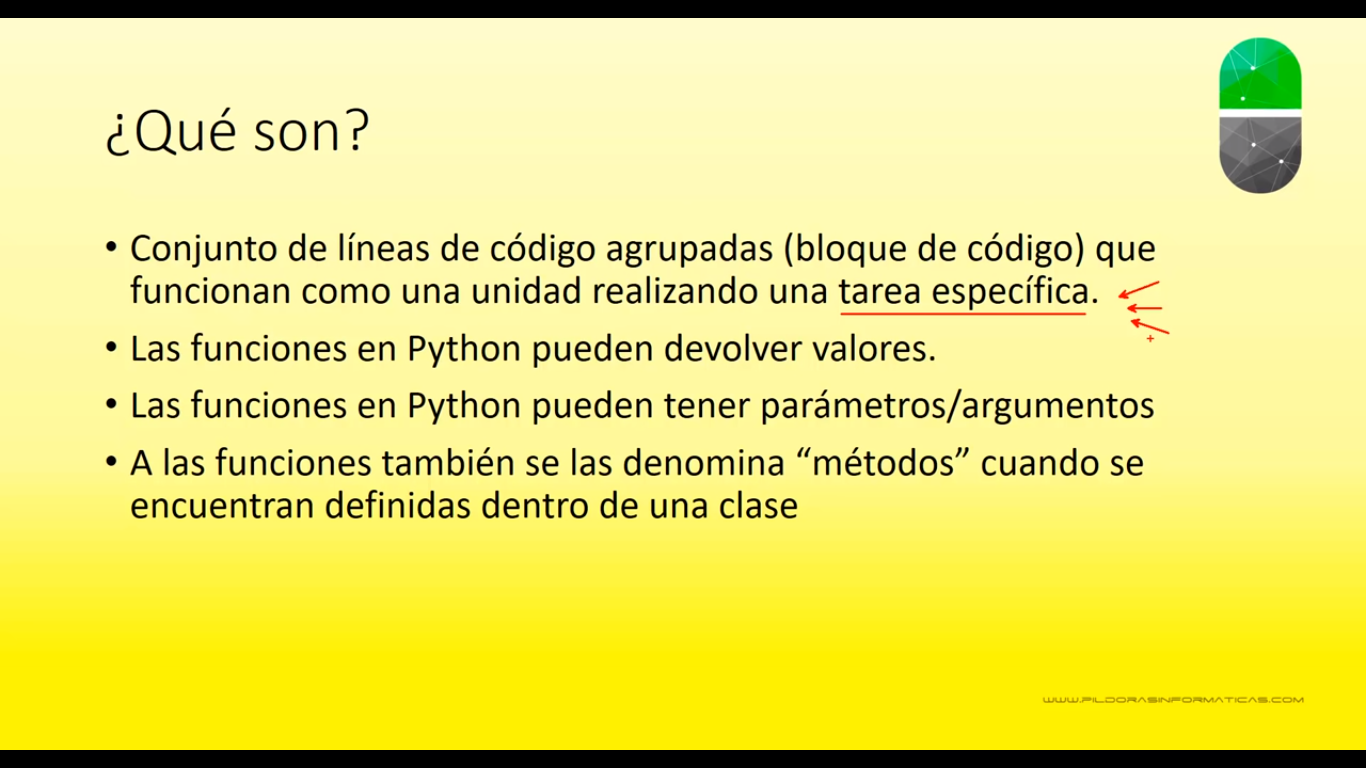 ¿Qué son?
• Conjunto de líneas de código agrupadas (bloque de código) que
funcionan como una unidad realizando una tarea específica.
• Las funciones en Python pueden devolver valores.
• Las funciones en Python pueden tener parámetros/argumentos
• A las funciones también se las denomina “métodos” cuando se
encuentran definidas dentro de una clase
WWW.PILDORASINFORMATICAS.COM